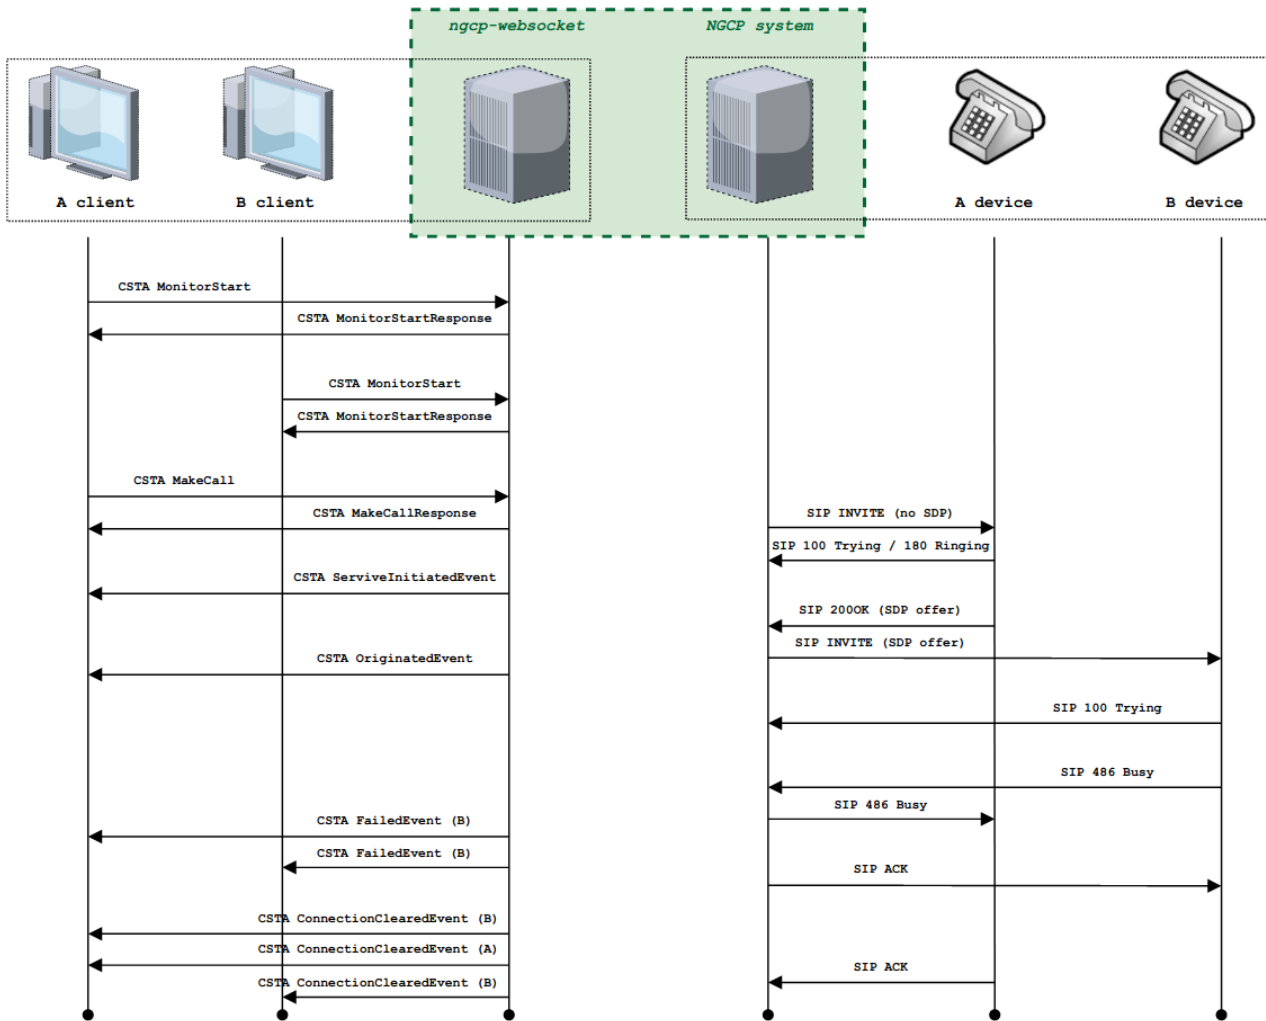 ngcp-websocket
NGCP system
A client
B client
A device
B device
CSTA MonitorStart
CSTA MonitorStartResponse
CSTA MonitorStart
CSTA MonitorStartResponse
CSTA MakeCall
CSTA MakeCallResponse
SIP INVITE (no SDP)
SIP 100 Trying / 180 Ringing
CSTA ServiveInitiatedEvent
SIP 200OK (SDP offer)
SIP INVITE (SDP offer)
CSTA OriginatedEvent
SIP 100 Trying
SIP 486 Busy
SIP 486 Busy
CSTA FailedEvent (B)
CSTA FailedEvent (B)
SIP ACK
CSTA ConnectionClearedEvent (B)
CSTA ConnectionClearedEvent (A)
SIP ACK
CSTA ConnectionClearedEvent (B)